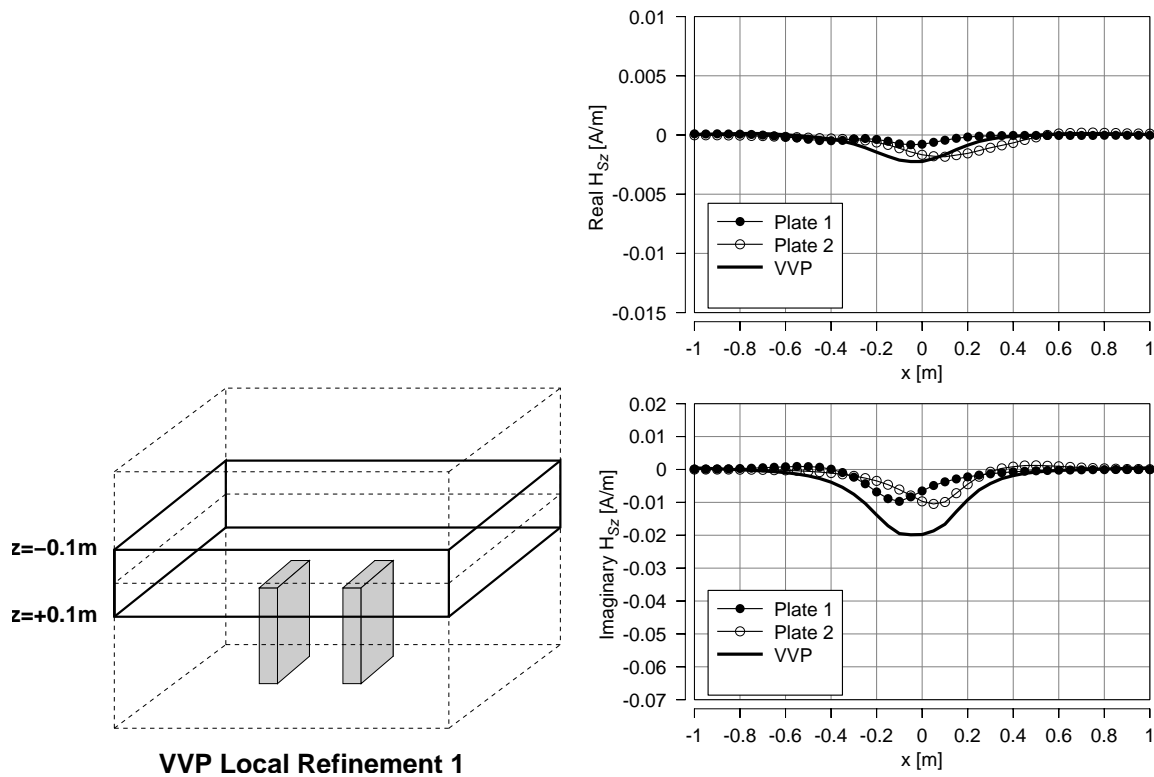 0.01
0.005
0
-0.005
-0.01
-0.015
Real H_Sz [A/m]
Plate 1
Plate 2
VVP
-1 -0.8 -0.6 -0.4 -0.2 0 0.2 0.4 0.6 0.8 1
x [m]
0.02
0.01
0
-0.01
-0.02
-0.03
-0.04
-0.05
-0.06
-0.07
Imaginary H_Sz [A/m]
Plate 1
Plate 2
VVP
-1 -0.8 -0.6 -0.4 -0.2 0 0.2 0.4 0.6 0.8 1
x [m]
z=−0.1m
z=+0.1m
VVP Local Refinement 1